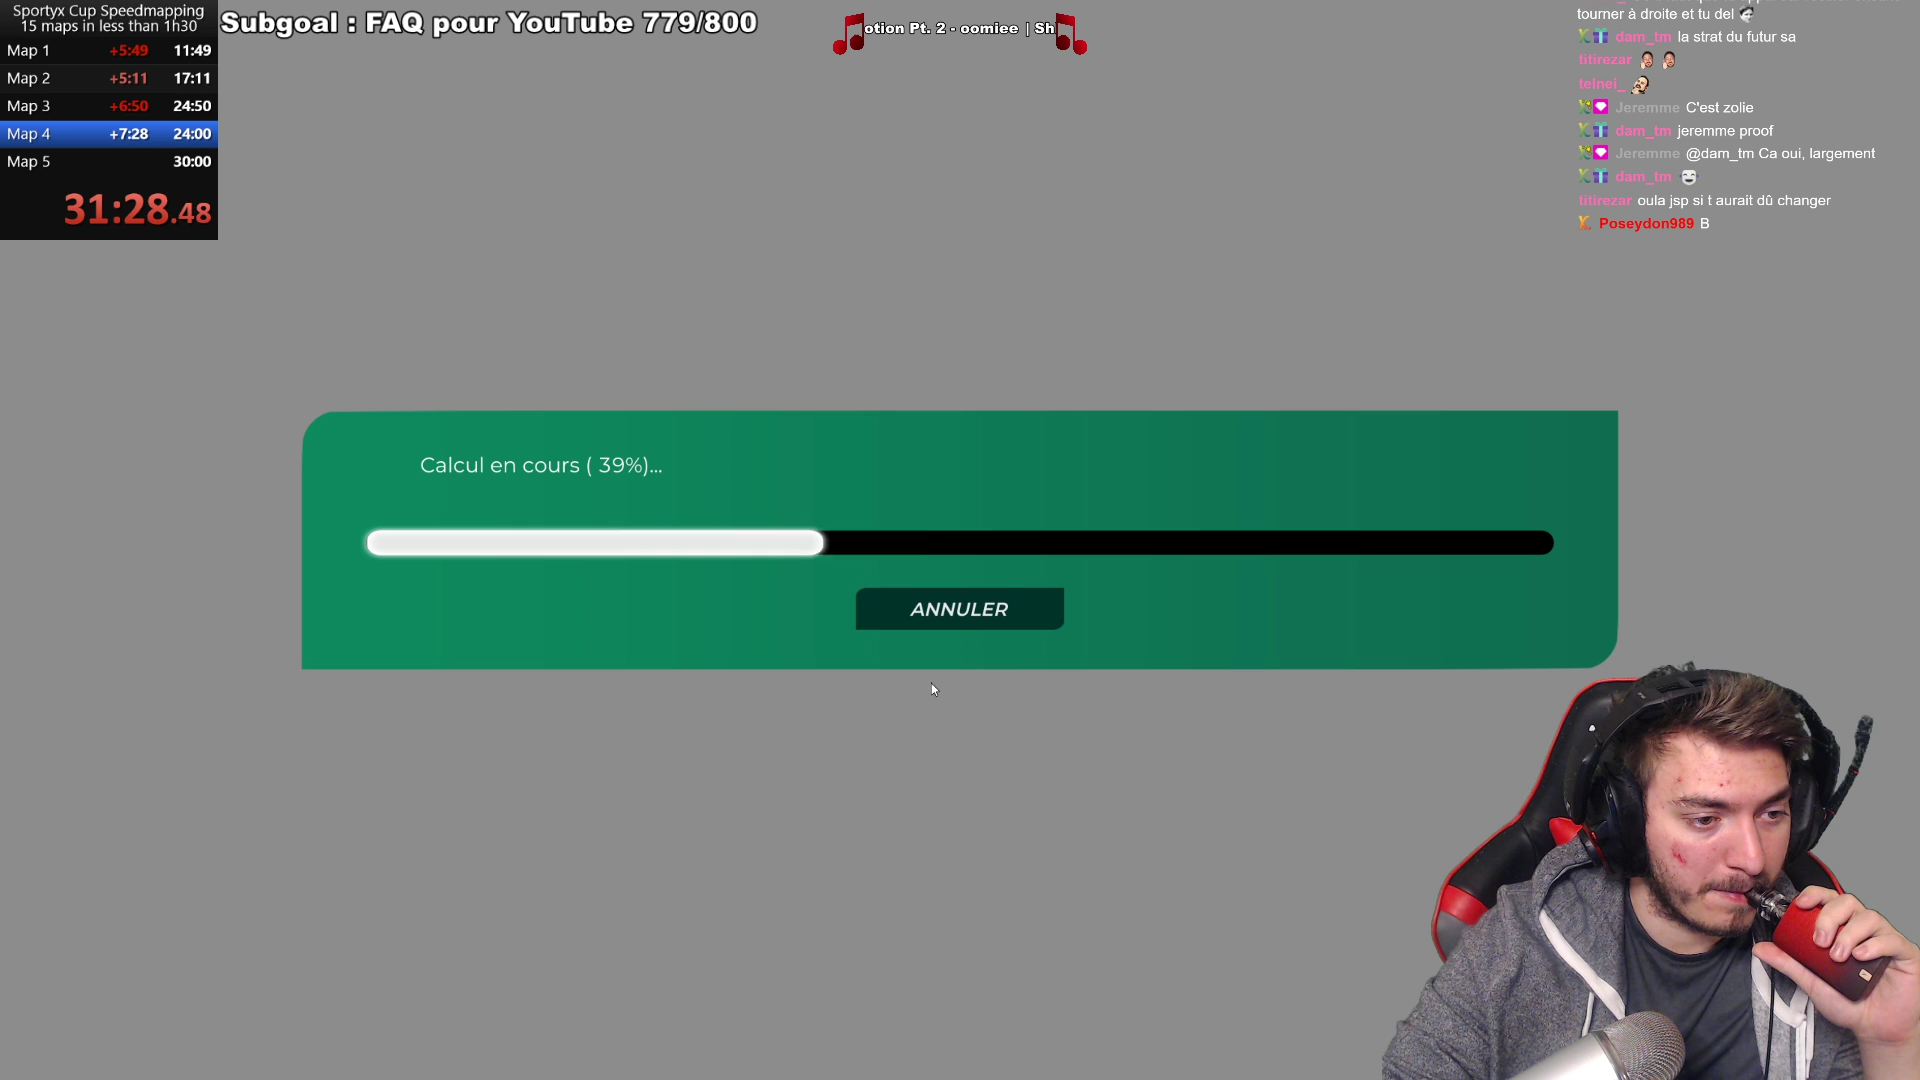 Sportyx Cup Speedmapping
15 maps in less than 1h30
Map 1 +5:49 11:49
Map 2 +5:11 17:11
Map 3 +6:50 24:50
Map 4 +7:28 24:00
Map 5 30:00
31:28.48
Subgoal : FAQ pour YouTube 779/800
otion Pt. 2 - oomiee | Sh
tourner à droite et tu del
dam_tm la strat du futur sa
titirezar
telnei_
Jeremme C'est zolie
dam_tm jeremme proof
Jeremme @dam_tm Ca oui, largement
dam_tm
titirezar oula jsp si t aurait dû changer
Poseydon989 B
Calcul en cours ( 39%)...
ANNULER